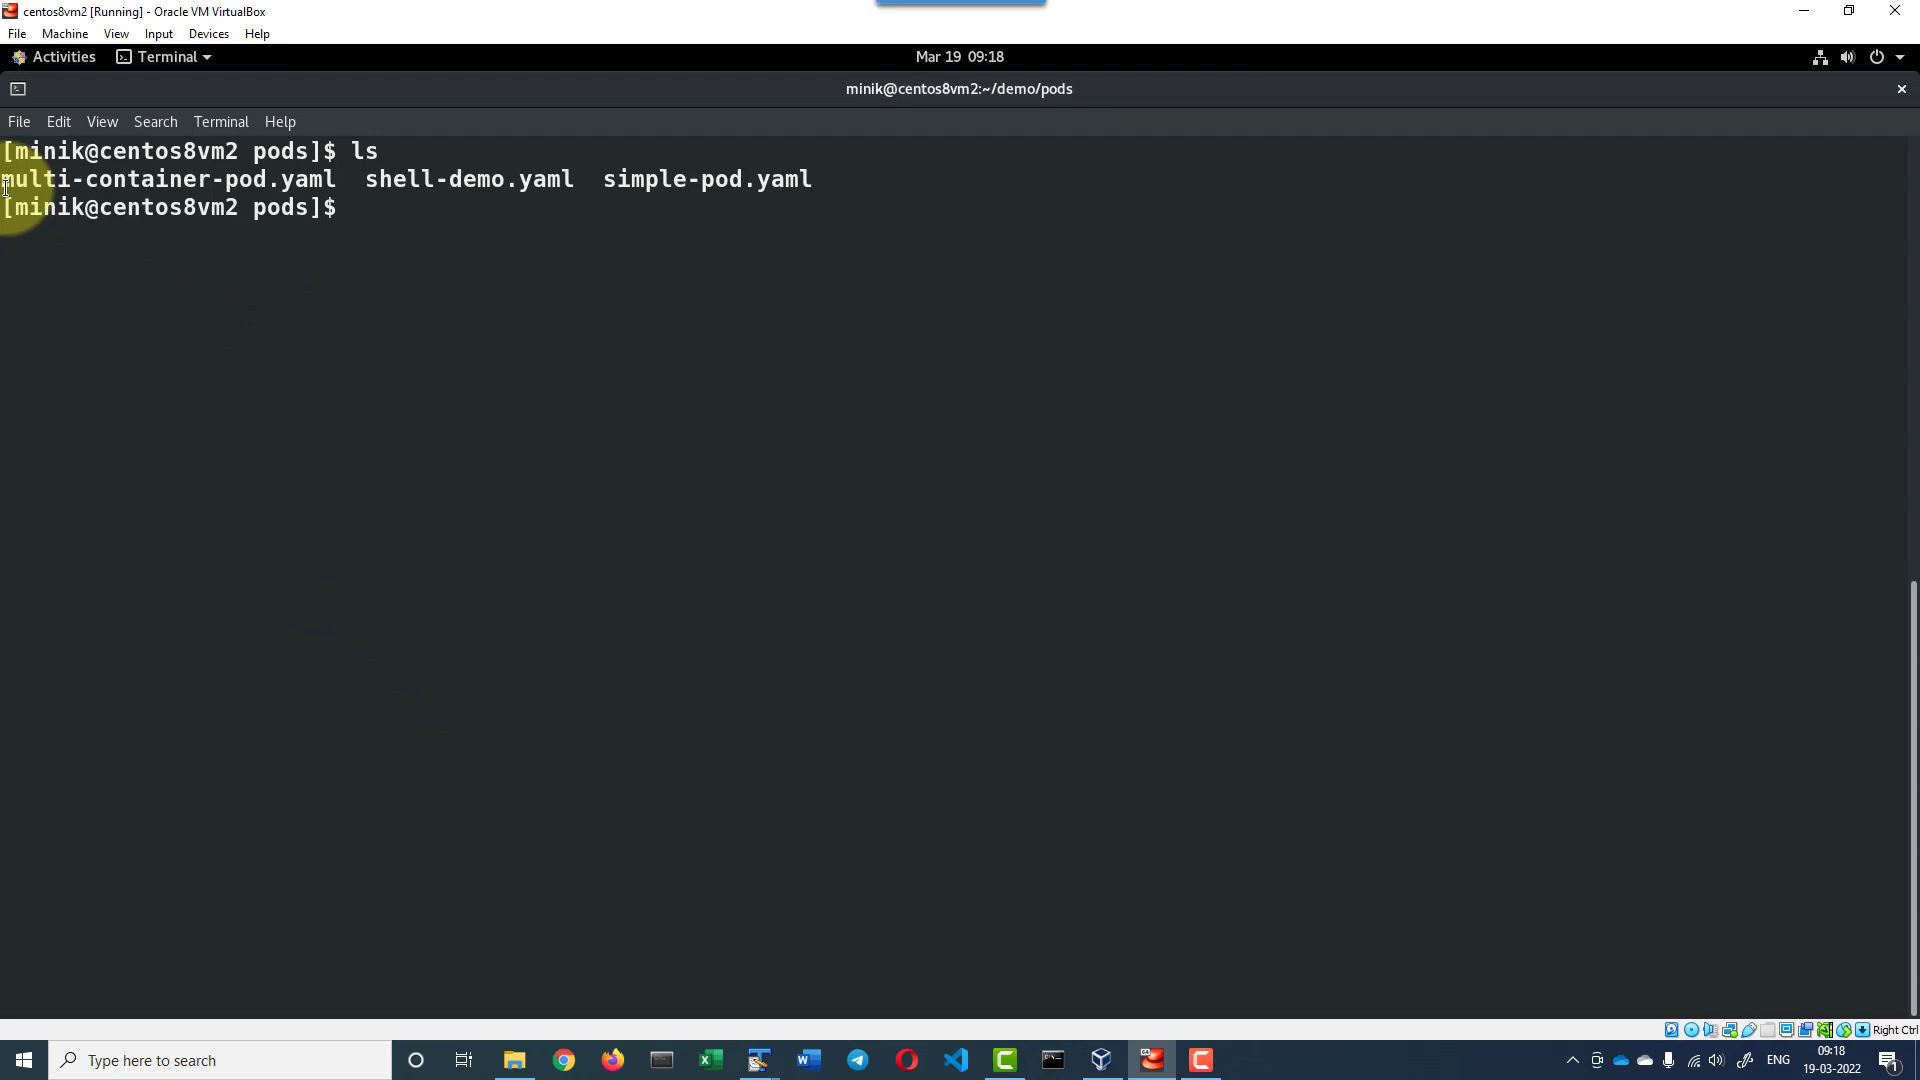 centos8vm2 [Running] - Oracle VM VirtualBox
File Machine View Input Devices Help
Activities Terminal Mar 19 09:18
minik@centos8vm2:~/demo/pods
File Edit View Search Terminal Help
[minik@centos8vm2 pods]$ ls
multi-container-pod.yaml shell-demo.yaml simple-pod.yaml
[minik@centos8vm2 pods]$
Right Ctrl
Type here to search
ENG
09:18
19-03-2022
1